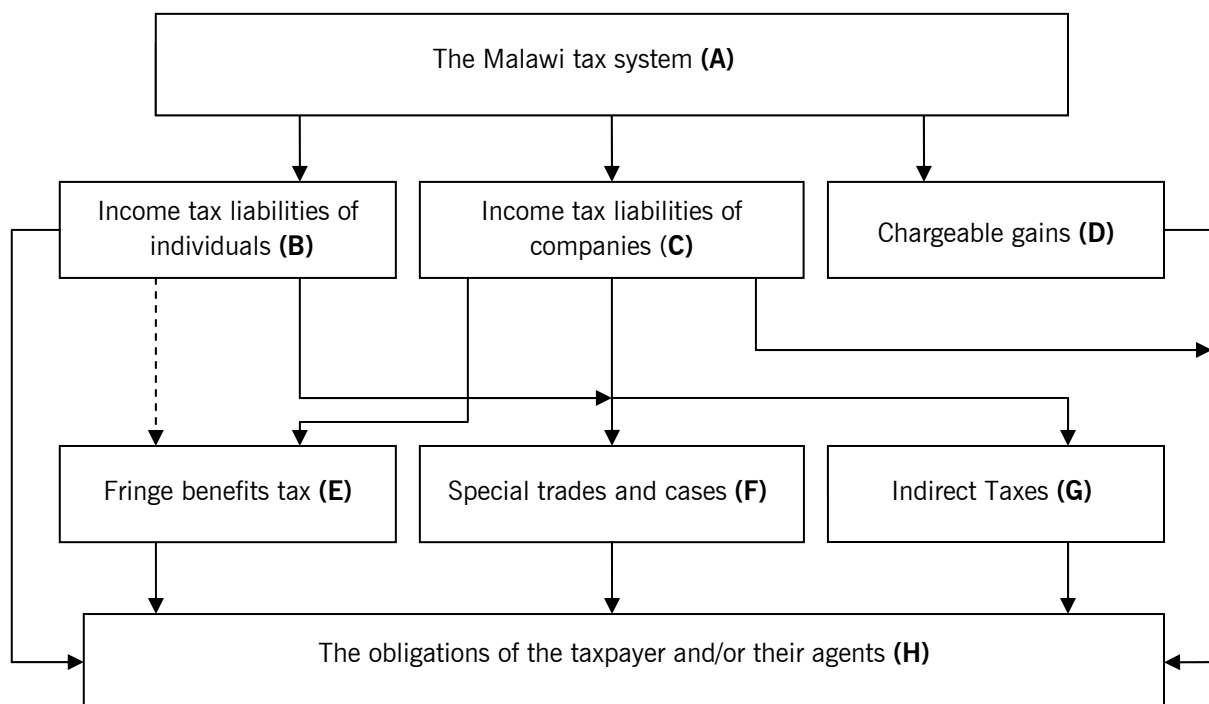 The Malawi tax system (A)
Income tax liabilities of
individuals (B)
Income tax liabilities of
companies (C)
Chargeable gains (D)
Fringe benefits tax (E)
Special trades and cases (F)
Indirect Taxes (G)
The obligations of the taxpayer and/or their agents (H)